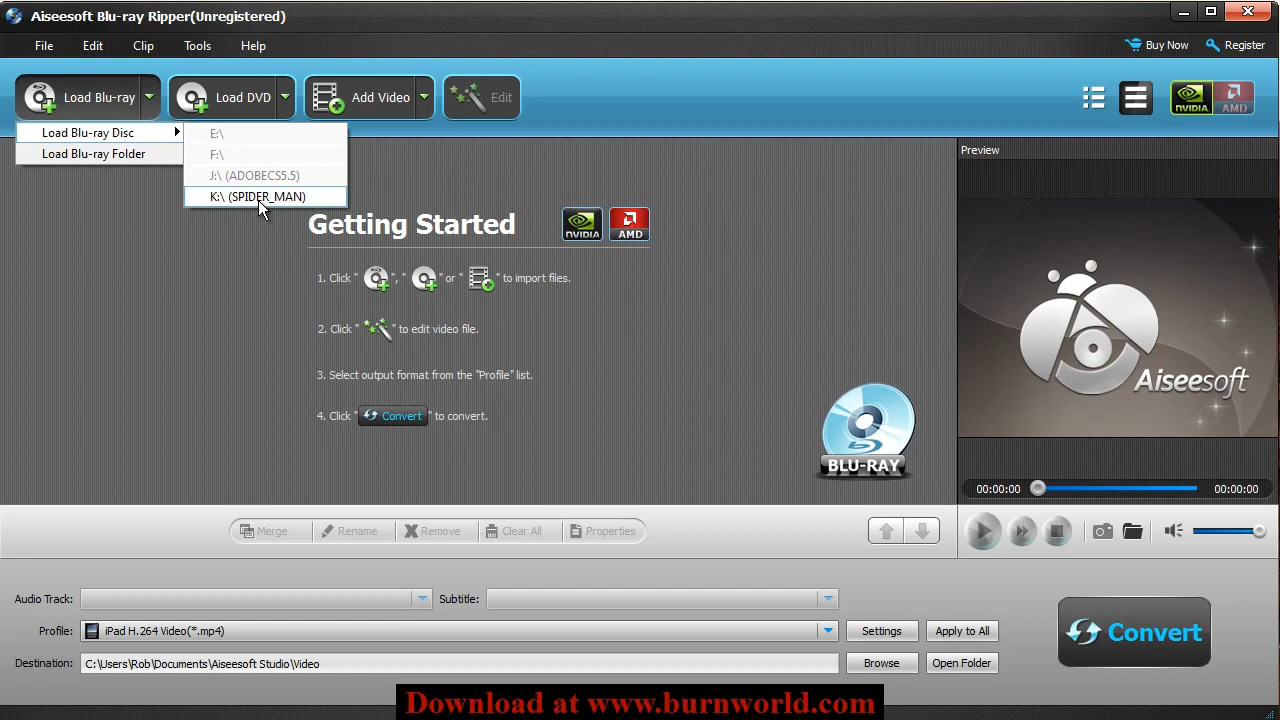 Aiseesoft Blu-ray Ripper(Unregistered)
File Edit Clip Tools Help
Buy Now Register
Load Blu-ray Load DVD Add Video Edit
NVIDIA AMD
Load Blu-ray Disc
Load Blu-ray Folder
E:\
F:\
J:\ (ADOBECS5.5)
K:\ (SPIDER_MAN)
Preview
Getting Started
NVIDIA AMD
1. Click " ", " " or " " to import files.
2. Click " " to edit video file.
3. Select output format from the "Profile" list.
4. Click " Convert " to convert.
BLU-RAY
Aiseesoft
00:00:00 00:00:00
Merge Rename Remove Clear All Properties
Audio Track: Subtitle:
Profile: iPad H.264 Video(*.mp4) Settings Apply to All
Destination: C:\Users\Rob\Documents\Aiseesoft Studio\Video Browse Open Folder
Convert
Download at www.burnworld.com